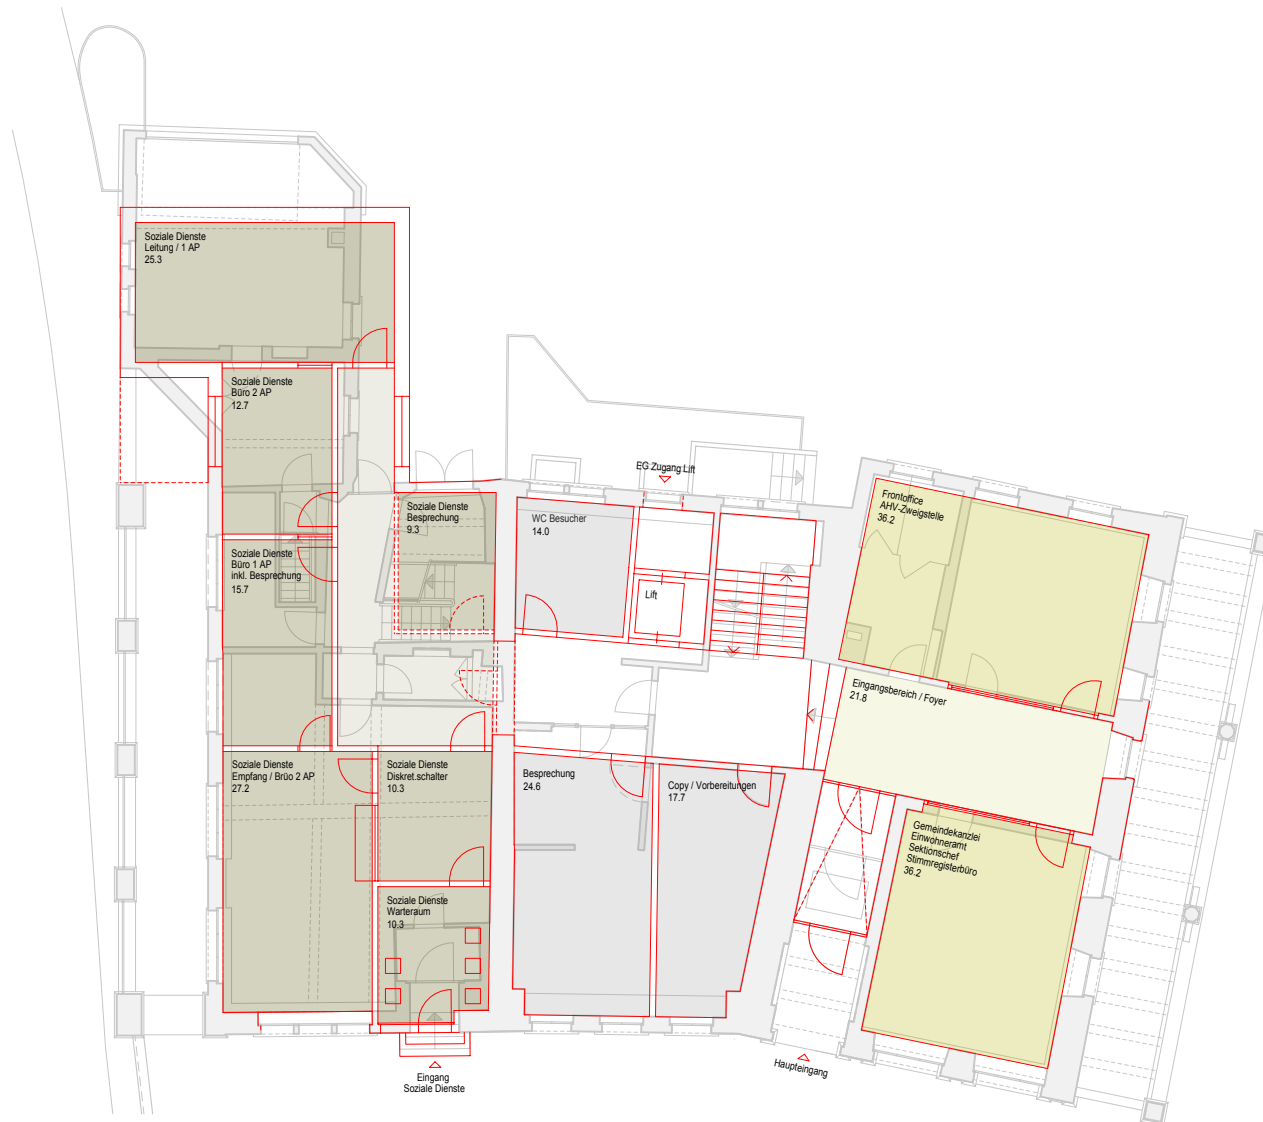 Soziale Dienste
Leitung / 1 AP
25.3
Soziale Dienste
Büro 2 AP
12.7
Soziale Dienste
Besprechung
9.3
Soziale Dienste
Büro 1 AP
inkl. Besprechung
15.7
WC Besucher
14.0
EG Zugang Lift
Lift
Frontoffice
AHV-Zweigstelle
36.2
Eingangsbereich / Foyer
21.8
Soziale Dienste
Empfang / Brüo 2 AP
27.2
Soziale Dienste
Diskret.schalter
10.3
Besprechung
24.6
Copy / Vorbereitungen
17.7
Gemeindekanzlei
Einwohneramt
Sektionschef
Stimmregisterbüro
36.2
Soziale Dienste
Warteraum
10.3
Haupteingang
Eingang
Soziale Dienste